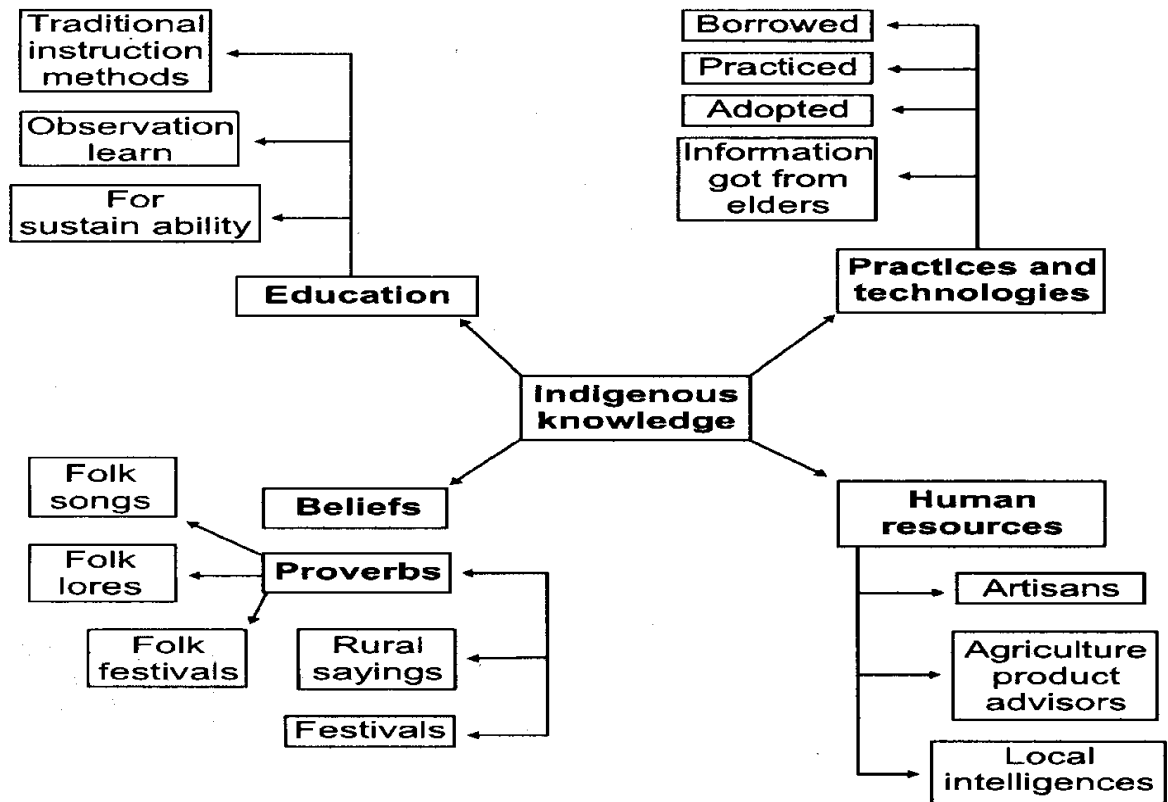 Traditional
instruction
methods
Observation
learn
For
sustain ability
Education
Borrowed
Practiced
Adopted
Information
got from
elders
Practices and
technologies
Indigenous
knowledge
Beliefs
Folk
songs
Proverbs
Folk
lores
Folk
festivals
Rural
sayings
Festivals
Human
resources
Artisans
Agriculture
product
advisors
Local
intelligences